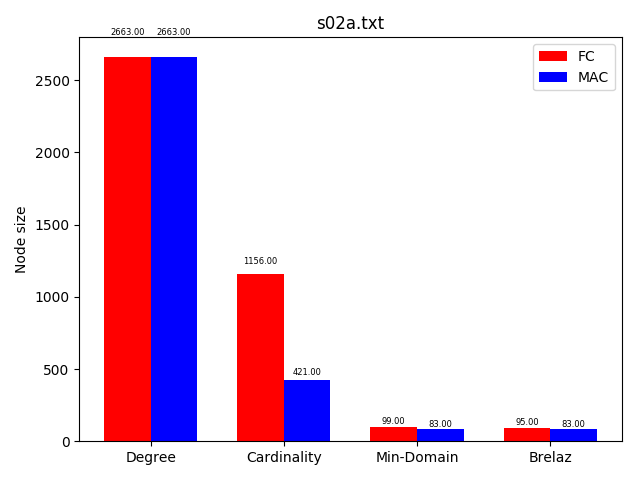 s02a.txt
2663.00 2663.00
FC
MAC
2500
2000
1500
1156.00
1000
500
421.00
99.00 83.00 95.00 83.00
0
Node size
Degree Cardinality Min-Domain Brelaz